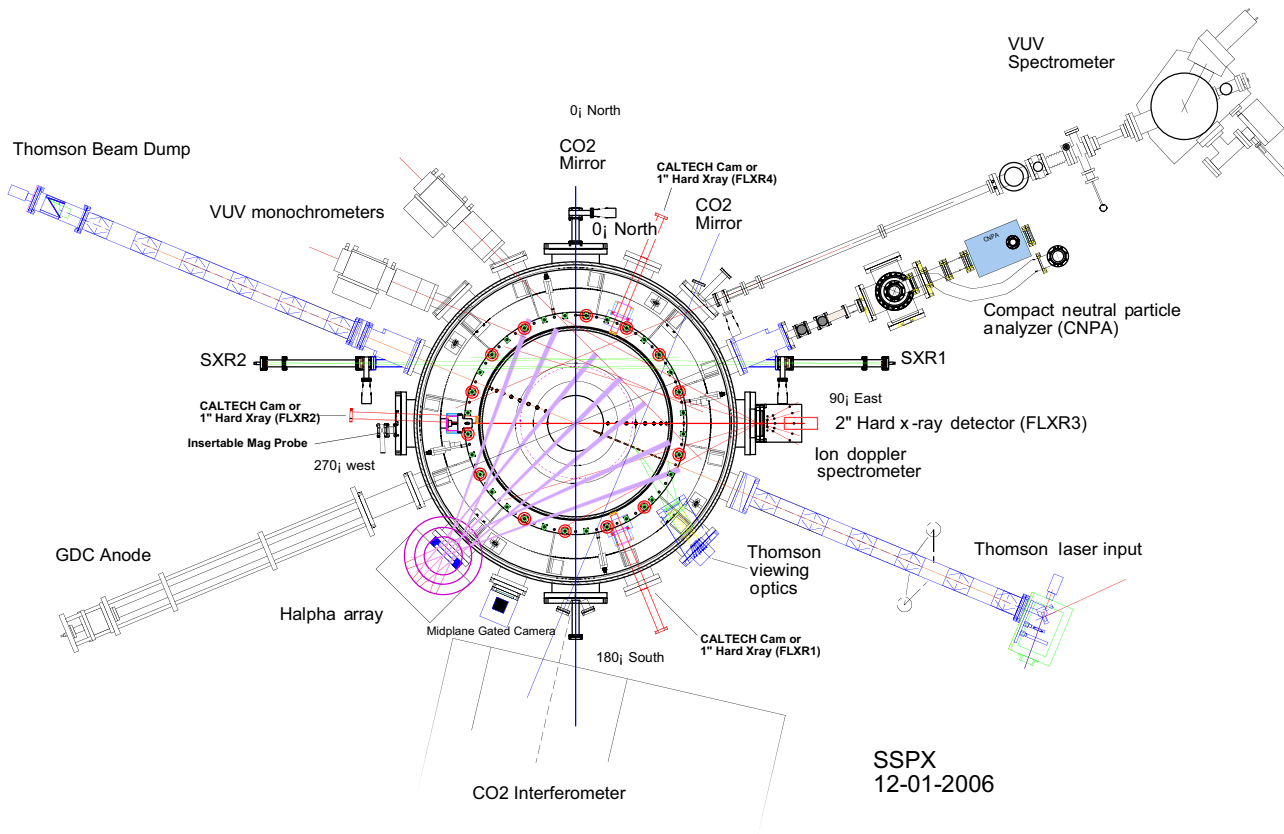 VUV
Spectrometer
0¡ North
Thomson Beam Dump
CO2
Mirror
CALTECH Cam or
1" Hard Xray (FLXR4)
VUV monochrometers
CO2
Mirror
0¡ North
CNPA
Compact neutral particle
analyzer (CNPA)
SXR2
SXR1
CALTECH Cam or
1" Hard Xray (FLXR2)
90¡ East
2" Hard x-ray detector (FLXR3)
Insertable Mag Probe
Ion doppler
spectrometer
270¡ west
GDC Anode
Thomson
viewing
optics
Thomson laser input
Halpha array
Midplane Gated Camera
CALTECH Cam or
1" Hard Xray (FLXR1)
180¡ South
SSPX
12-01-2006
CO2 Interferometer